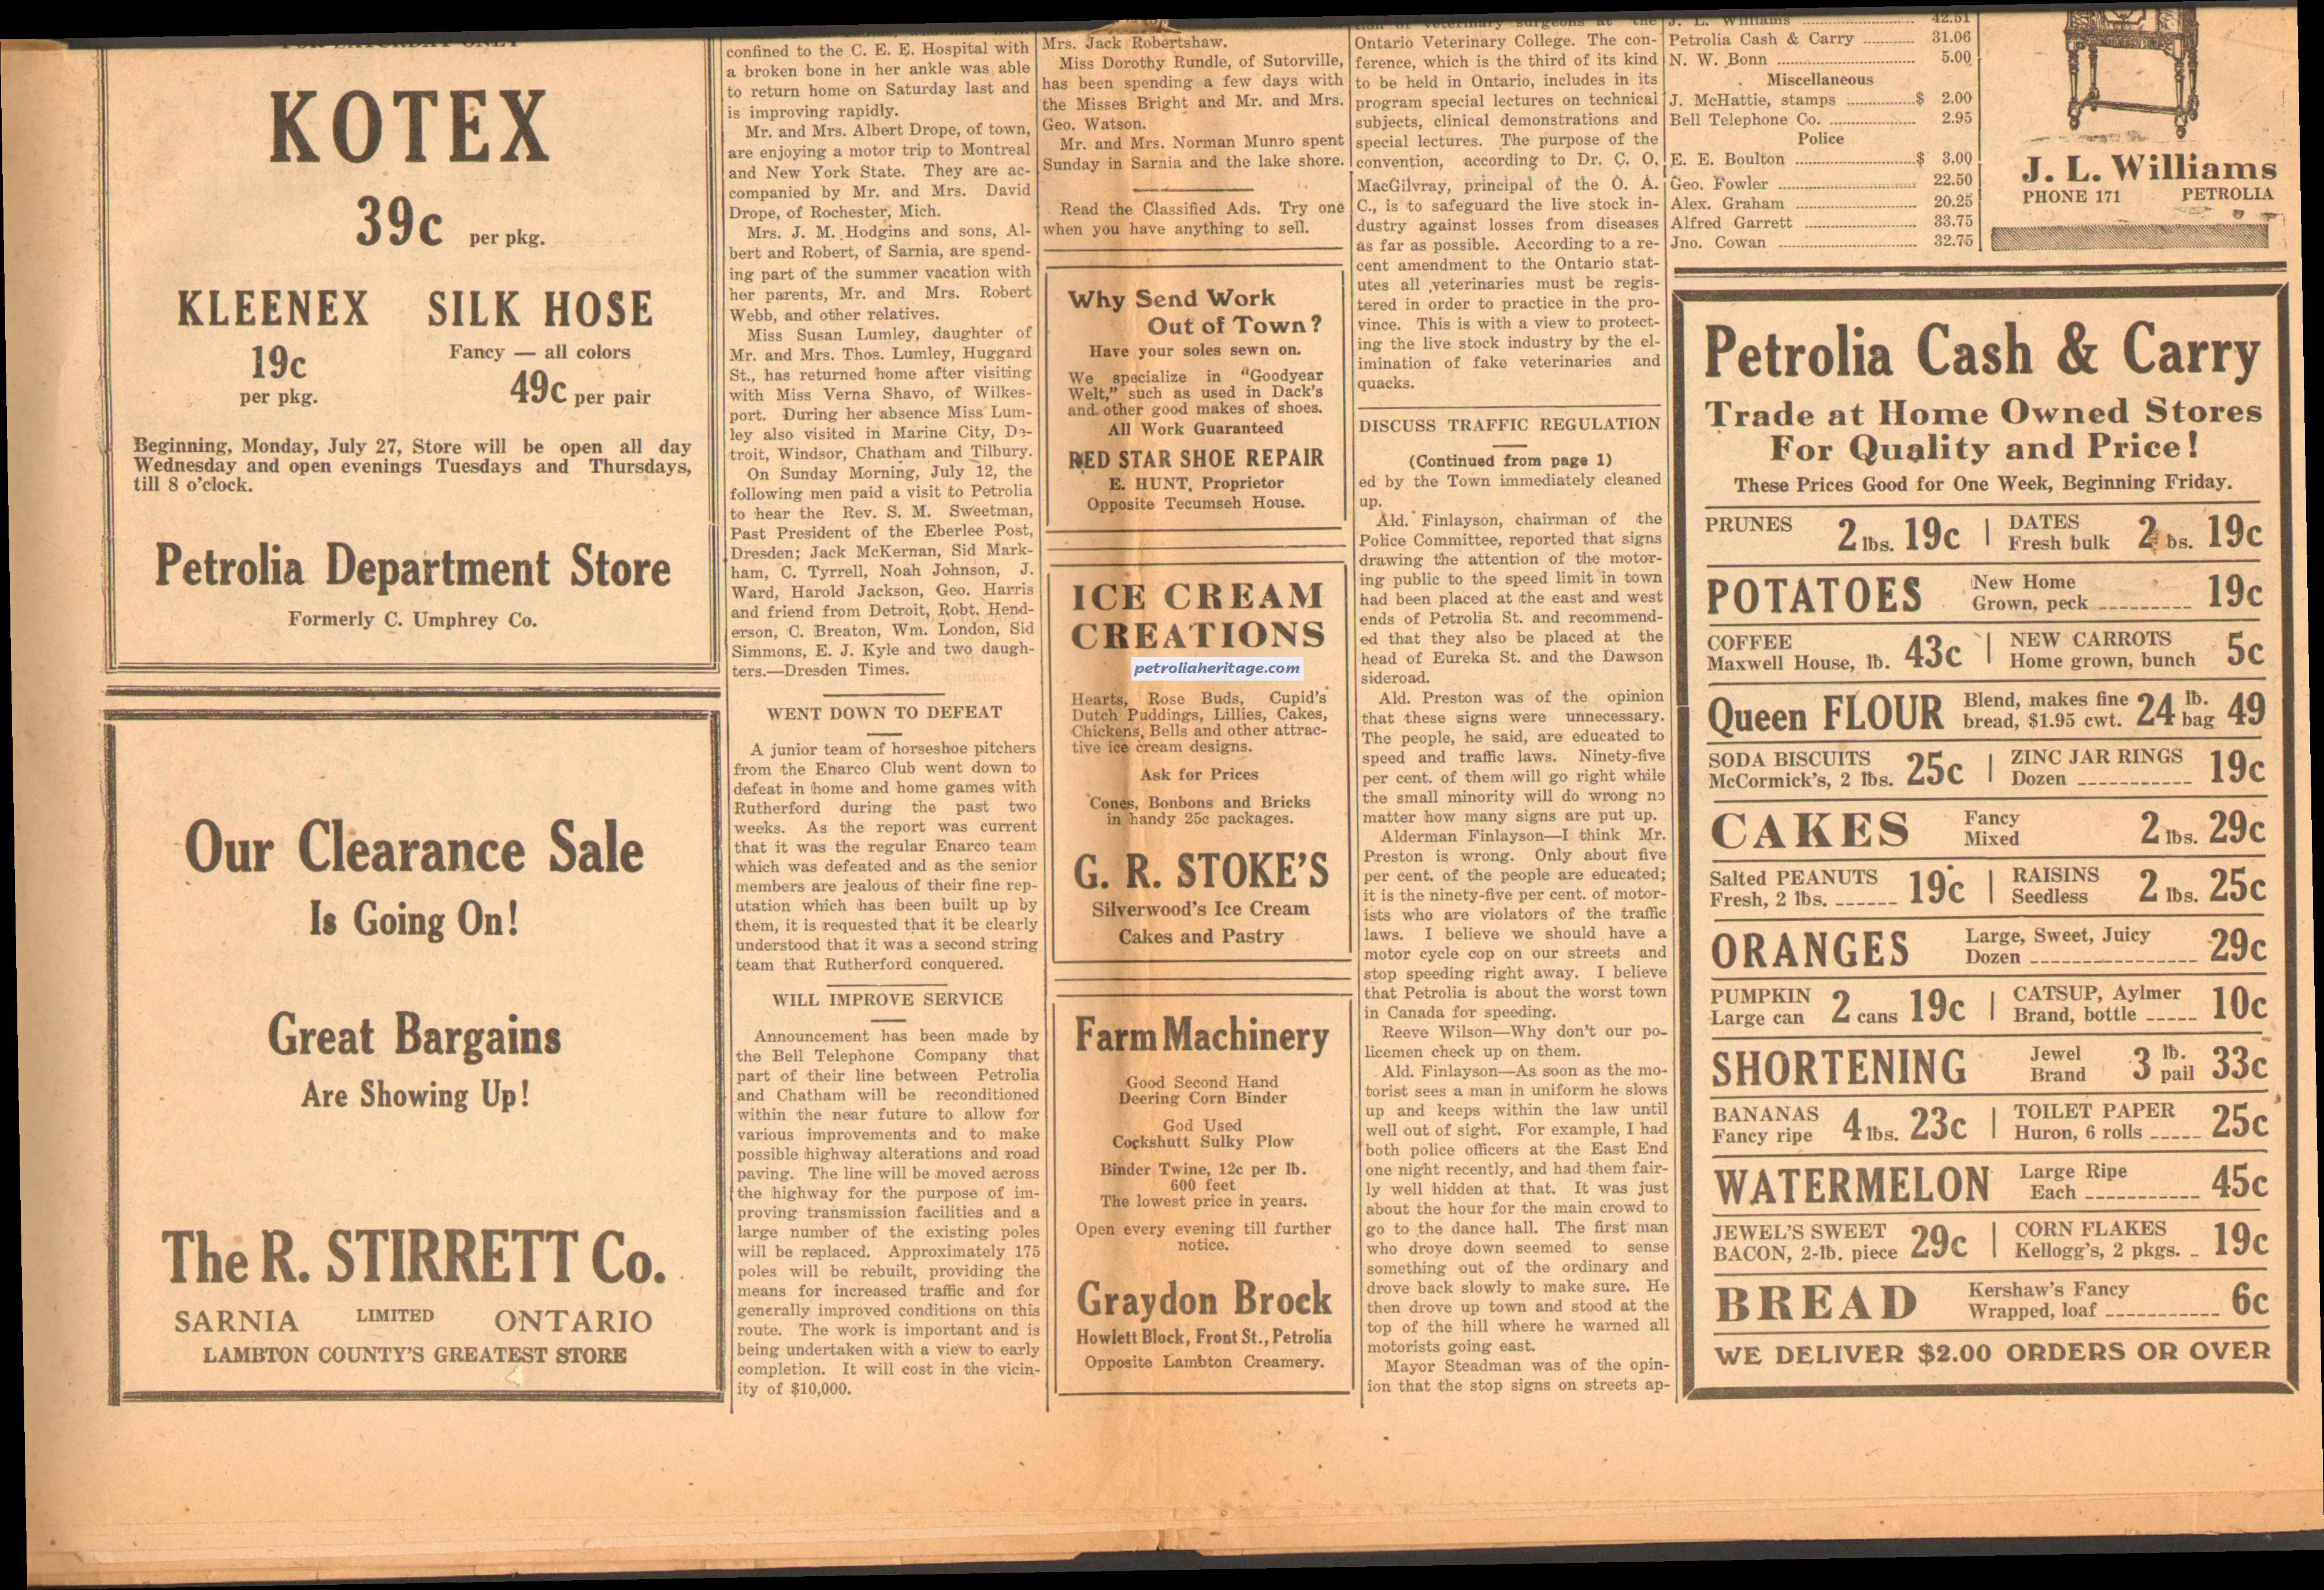 FOR SATURDAY ONLY
KOTEX
39c per pkg.
KLEENEX
19c
per pkg.
SILK HOSE
Fancy — all colors
49c per pair
Beginning, Monday, July 27, Store will be open all day
Wednesday and open evenings Tuesdays and Thursdays,
till 8 o'clock.
Petrolia Department Store
Formerly C. Umphrey Co.
Our Clearance Sale
Is Going On!
Great Bargains
Are Showing Up!
The R. STIRRETT Co.
SARNIA LIMITED ONTARIO
LAMBTON COUNTY'S GREATEST STORE
confined to the C. E. E. Hospital with
a broken bone in her ankle was able
to return home on Saturday last and
is improving rapidly.
Mr. and Mrs. Albert Drope, of town,
are enjoying a motor trip to Montreal
and New York State. They are ac-
companied by Mr. and Mrs. David
Drope, of Rochester, Mich.
Mrs. J. M. Hodgins and sons, Al-
bert and Robert, of Sarnia, are spend-
ing part of the summer vacation with
her parents, Mr. and Mrs. Robert
Webb, and other relatives.
Miss Susan Lumley, daughter of
Mr. and Mrs. Thos. Lumley, Huggard
St., has returned home after visiting
with Miss Verna Shavo, of Wilkes-
port. During her absence Miss Lum-
ley also visited in Marine City, De-
troit, Windsor, Chatham and Tilbury.
On Sunday Morning, July 12, the
following men paid a visit to Petrolia
to hear the Rev. S. M. Sweetman,
Past President of the Eberlee Post,
Dresden; Jack McKernan, Sid Mark-
ham, C. Tyrrell, Noah Johnson, J.
Ward, Harold Jackson, Geo. Harris
and friend from Detroit, Robt. Hend-
erson, C. Breaton, Wm. London, Sid
Simmons, E. J. Kyle and two daugh-
ters.—Dresden Times.
WENT DOWN TO DEFEAT
A junior team of horseshoe pitchers
from the Enarco Club went down to
defeat in home and home games with
Rutherford during the past two
weeks. As the report was current
that it was the regular Enarco team
which was defeated and as the senior
members are jealous of their fine rep-
utation which has been built up by
them, it is requested that it be clearly
understood that it was a second string
team that Rutherford conquered.
WILL IMPROVE SERVICE
Announcement has been made by
the Bell Telephone Company that
part of their line between Petrolia
and Chatham will be reconditioned
within the near future to allow for
various improvements and to make
possible highway alterations and road
paving. The line will be moved across
the highway for the purpose of im-
proving transmission facilities and a
large number of the existing poles
will be replaced. Approximately 175
poles will be rebuilt, providing the
means for increased traffic and for
generally improved conditions on this
route. The work is important and is
being undertaken with a view to early
completion. It will cost in the vicin-
ity of $10,000.
Mrs. Jack Robertshaw.
Miss Dorothy Rundle, of Sutorville,
has been spending a few days with
the Misses Bright and Mr. and Mrs.
Geo. Watson.
Mr. and Mrs. Norman Munro spent
Sunday in Sarnia and the lake shore.
Read the Classified Ads. Try one
when you have anything to sell.
Why Send Work
Out of Town?
Have your soles sewn on.
We specialize in "Goodyear
Welt," such as used in Dack's
and other good makes of shoes.
All Work Guaranteed
RED STAR SHOE REPAIR
E. HUNT, Proprietor
Opposite Tecumseh House.
ICE CREAM
CREATIONS
petroliaheritage.com
Hearts, Rose Buds, Cupid's
Dutch Puddings, Lillies, Cakes,
Chickens, Bells and other attrac-
tive ice cream designs.
Ask for Prices
Cones, Bonbons and Bricks
in handy 25c packages.
G. R. STOKE'S
Silverwood's Ice Cream
Cakes and Pastry
Farm Machinery
Good Second Hand
Deering Corn Binder
God Used
Cockshutt Sulky Plow
Binder Twine, 12c per lb.
600 feet
The lowest price in years.
Open every evening till further
notice.
Graydon Brock
Howlett Block, Front St., Petrolia
Opposite Lambton Creamery.
tion of veterinary surgeons at the
Ontario Veterinary College. The con-
ference, which is the third of its kind
to be held in Ontario, includes in its
program special lectures on technical
subjects, clinical demonstrations and
special lectures. The purpose of the
convention, according to Dr. C. O.
MacGilvray, principal of the O. A.
C., is to safeguard the live stock in-
dustry against losses from diseases
as far as possible. According to a re-
cent amendment to the Ontario stat-
utes all veterinaries must be regis-
tered in order to practice in the pro-
vince. This is with a view to protect-
ing the live stock industry by the el-
imination of fake veterinaries and
quacks.
DISCUSS TRAFFIC REGULATION
(Continued from page 1)
ed by the Town immediately cleaned
up.
Ald. Finlayson, chairman of the
Police Committee, reported that signs
drawing the attention of the motor-
ing public to the speed limit in town
had been placed at the east and west
ends of Petrolia St. and recommend-
ed that they also be placed at the
head of Eureka St. and the Dawson
sideroad.
Ald. Preston was of the opinion
that these signs were unnecessary.
The people, he said, are educated to
speed and traffic laws. Ninety-five
per cent. of them will go right while
the small minority will do wrong no
matter how many signs are put up.
Alderman Finlayson—I think Mr.
Preston is wrong. Only about five
per cent. of the people are educated;
it is the ninety-five per cent. of motor-
ists who are violators of the traffic
laws. I believe we should have a
motor cycle cop on our streets and
stop speeding right away. I believe
that Petrolia is about the worst town
in Canada for speeding.
Reeve Wilson—Why don't our po-
licemen check up on them.
Ald. Finlayson—As soon as the mo-
torist sees a man in uniform he slows
up and keeps within the law until
well out of sight. For example, I had
both police officers at the East End
one night recently, and had them fair-
ly well hidden at that. It was just
about the hour for the main crowd to
go to the dance hall. The first man
who drove down seemed to sense
something out of the ordinary and
drove back slowly to make sure. He
then drove up town and stood at the
top of the hill where he warned all
motorists going east.
Mayor Steadman was of the opin-
ion that the stop signs on streets ap-
J. L. Williams 42.51
Petrolia Cash & Carry 31.06
N. W. Bonn 5.00
Miscellaneous
J. McHattie, stamps $ 2.00
Bell Telephone Co. 2.95
Police
E. E. Boulton $ 3.00
Geo. Fowler 22.50
Alex. Graham 20.25
Alfred Garrett 33.75
Jno. Cowan 32.75
J. L. Williams
PHONE 171 PETROLIA
Petrolia Cash & Carry
Trade at Home Owned Stores
For Quality and Price!
These Prices Good for One Week, Beginning Friday.
PRUNES 2 lbs. 19c
DATES
Fresh bulk 2 bs. 19c
POTATOES New Home
Grown, peck 19c
COFFEE
Maxwell House, lb. 43c
NEW CARROTS
Home grown, bunch 5c
Queen FLOUR Blend, makes fine
bread, $1.95 cwt. 24 lb. bag 49
SODA BISCUITS
McCormick's, 2 lbs. 25c
ZINC JAR RINGS
Dozen 19c
CAKES Fancy
Mixed 2 lbs. 29c
Salted PEANUTS
Fresh, 2 lbs. 19c
RAISINS
Seedless 2 lbs. 25c
ORANGES Large, Sweet, Juicy
Dozen 29c
PUMPKIN
Large can 2 cans 19c
CATSUP, Aylmer
Brand, bottle 10c
SHORTENING Jewel
Brand 3 lb. pail 33c
BANANAS
Fancy ripe 4 lbs. 23c
TOILET PAPER
Huron, 6 rolls 25c
WATERMELON Large Ripe
Each 45c
JEWEL'S SWEET
BACON, 2-lb. piece 29c
CORN FLAKES
Kellogg's, 2 pkgs. 19c
BREAD Kershaw's Fancy
Wrapped, loaf 6c
WE DELIVER $2.00 ORDERS OR OVER